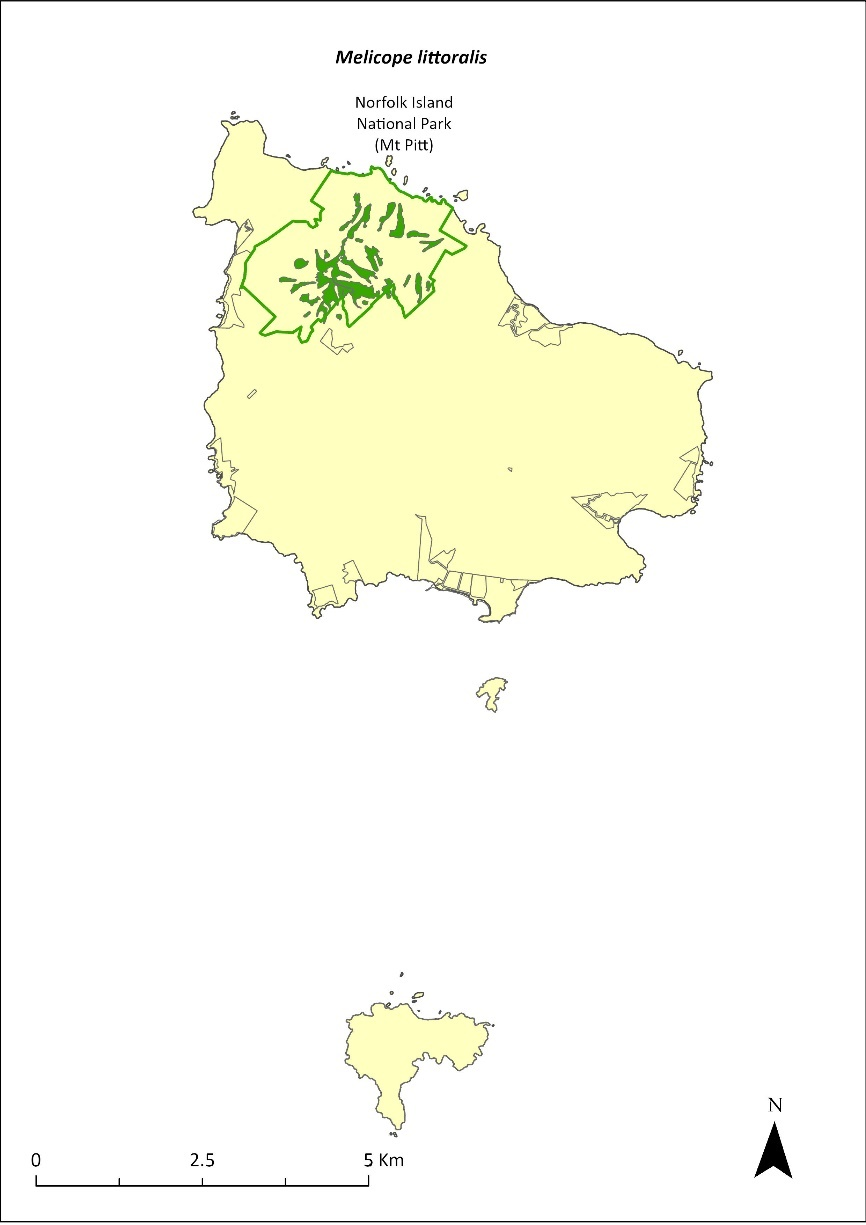 Melicope littoralis
Norfolk Island
National Park
(Mt Pitt)
N
0 2.5 5 Km